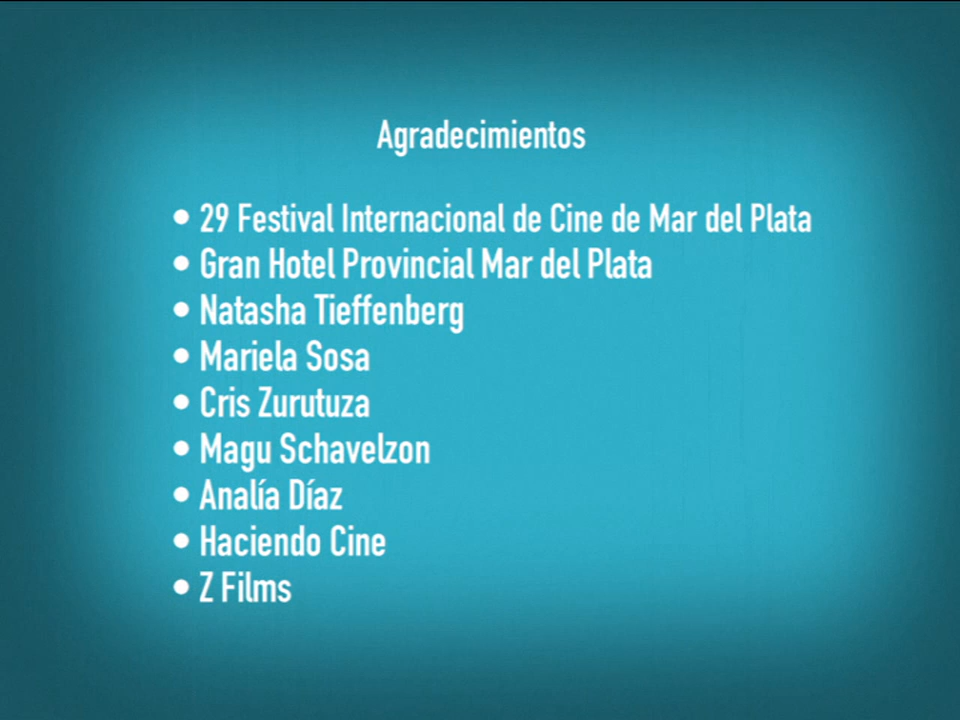 Agradecimientos
• 29 Festival Internacional de Cine de Mar del Plata
• Gran Hotel Provincial Mar del Plata
• Natasha Tieffenberg
• Mariela Sosa
• Cris Zurutuza
• Magu Schavelzon
• Analía Díaz
• Haciendo Cine
• Z Films